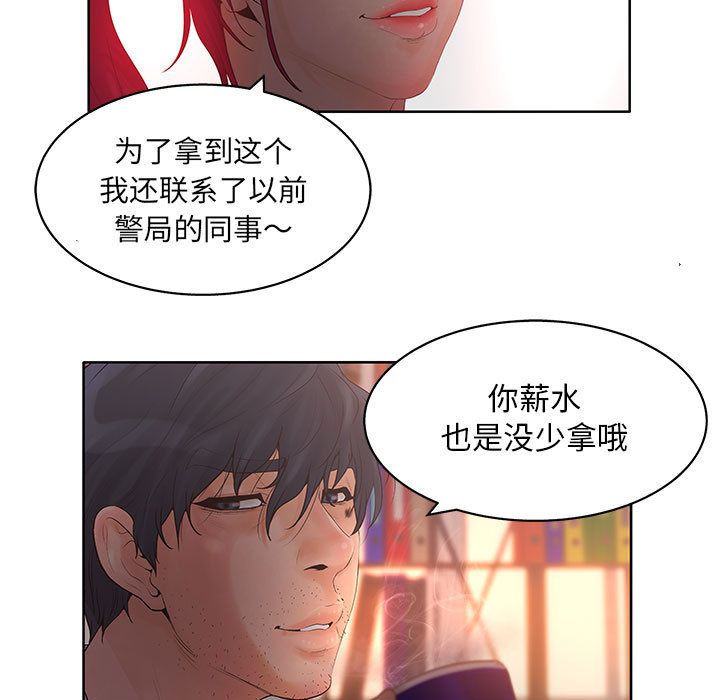 为了拿到这个
我还联系了以前
警局的同事～
你薪水
也是没少拿哦